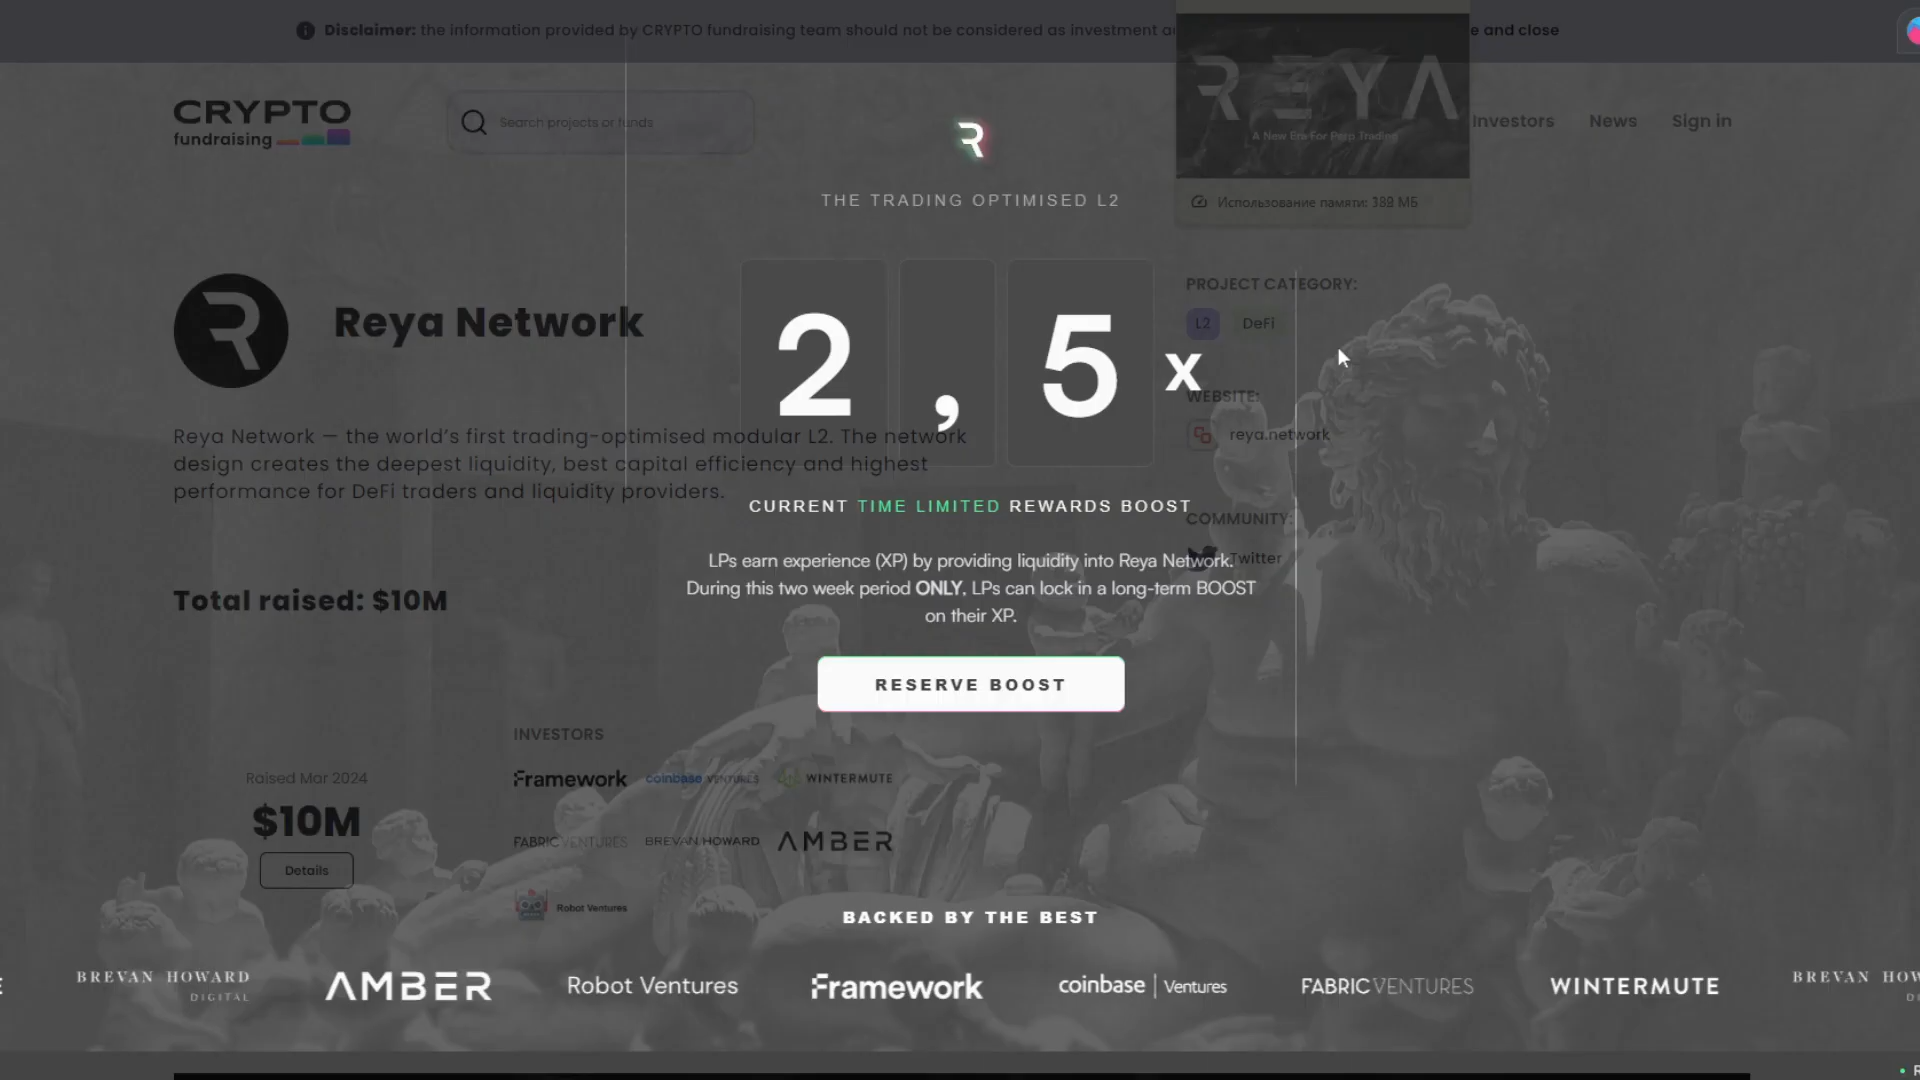 Disclaimer: the information provided by CRYPTO fundraising team should not be considered as investment
e and close
CRYPTO
fundraising
Search projects or funds
REYA
A New Era For Perp Trading
Investors
News
Sign in
THE TRADING OPTIMISED L2
Использование памяти: МБ
Reya Network
2,5x
PROJECT CATEGORY:
L2
DeFi
WEBSITE:
reya.network
Reya Network — the world's first trading-optimised modular L2. The network
design creates the deepest liquidity, best capital efficiency and highest
performance for DeFi traders and liquidity providers.
CURRENT TIME LIMITED REWARDS BOOST
COMMUNITY:
Twitter
LPs earn experience (XP) by providing liquidity into Reya Network.
During this two week period ONLY, LPs can lock in a long-term BOOST
on their XP.
Total raised: $10M
RESERVE BOOST
INVESTORS
Raised Mar 2024
$10M
Details
Framework
coinbase VENTURES
WINTERMUTE
FABRIC VENTURES
BREVAN HOWARD
AMBER
Robot Ventures
BACKED BY THE BEST
BREVAN HOWARD
DIGITAL
AMBER
Robot Ventures
Framework
coinbase | Ventures
FABRIC VENTURES
WINTERMUTE
BREVAN HOW